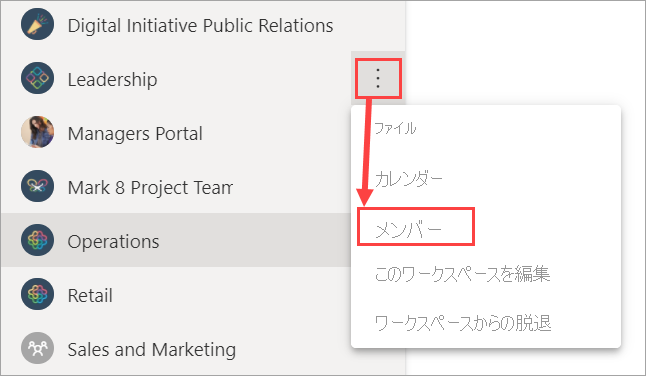 Digital Initiative Public Relations
Leadership
Managers Portal
Mark 8 Project Team
Operations
Retail
Sales and Marketing
ファイル
カレンダー
メンバー
このワークスペースを編集
ワークスペースからの脱退